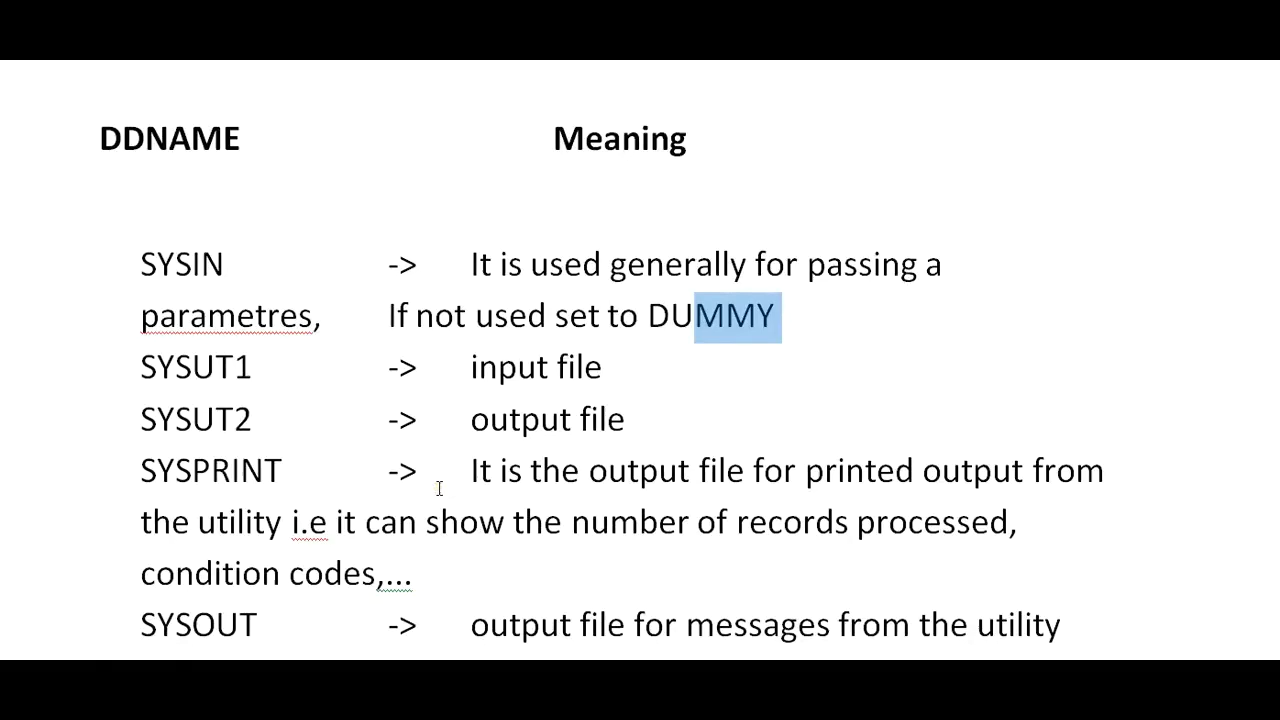 DDNAME Meaning
SYSIN -> It is used generally for passing a
parametres, If not used set to DUMMY
SYSUT1 -> input file
SYSUT2 -> output file
SYSPRINT -> It is the output file for printed output from
the utility i.e it can show the number of records processed,
condition codes,...
SYSOUT -> output file for messages from the utility